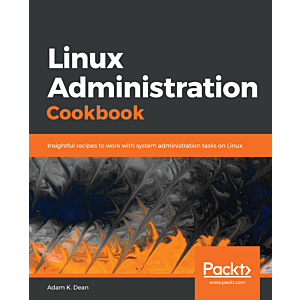 Linux
Administration
Cookbook
Insightful recipes to work with system administration tasks on Linux
Adam K. Dean
Packt>
www.packt.com